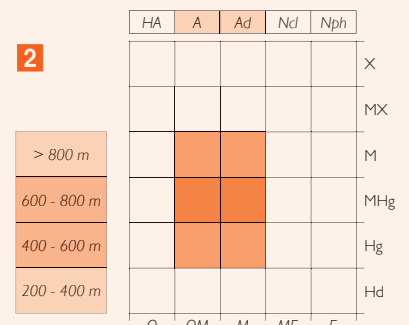 HA A Ad Ncl Nph
2
X
MX
> 800 m M
600 - 800 m MHg
400 - 600 m Hg
200 - 400 m Hd